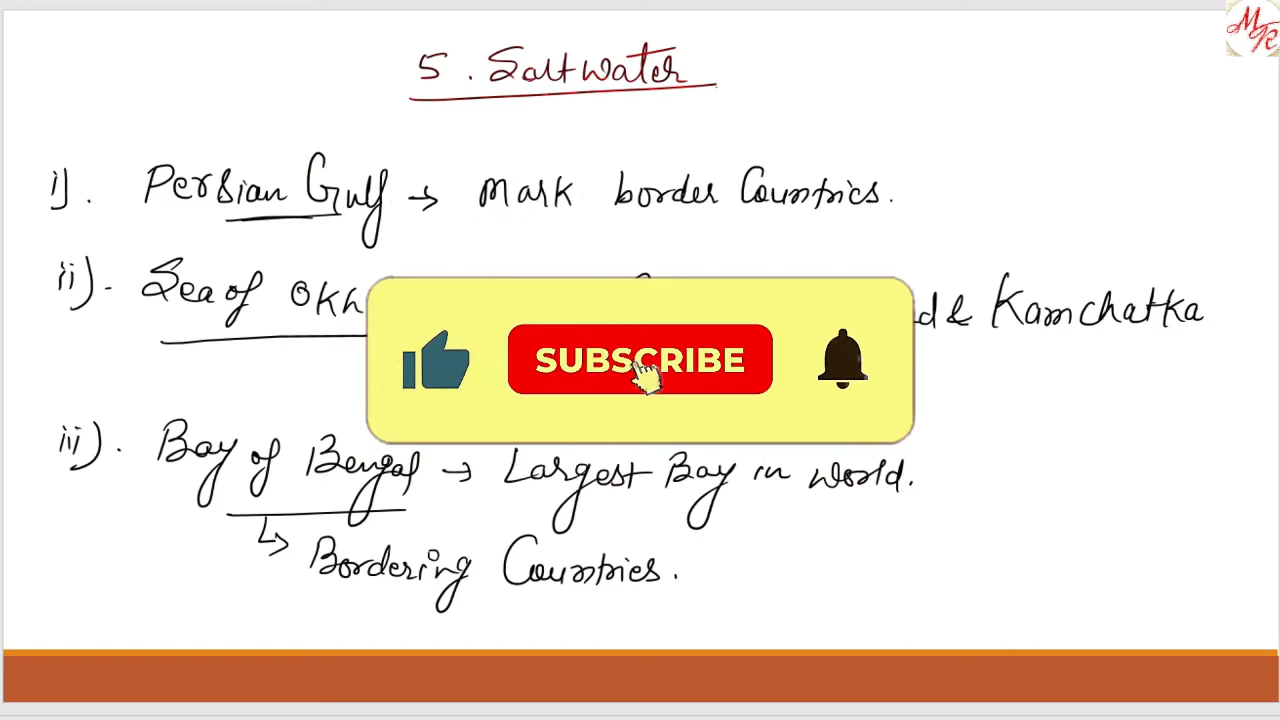 5. Saltwater
i). Persian Gulf → Mark border Countries.
ii). Sea of & Kamchatka
SUBSCRIBE
iii). Bay of Bengal → Largest Bay in world.
↳ Bordering Countries.